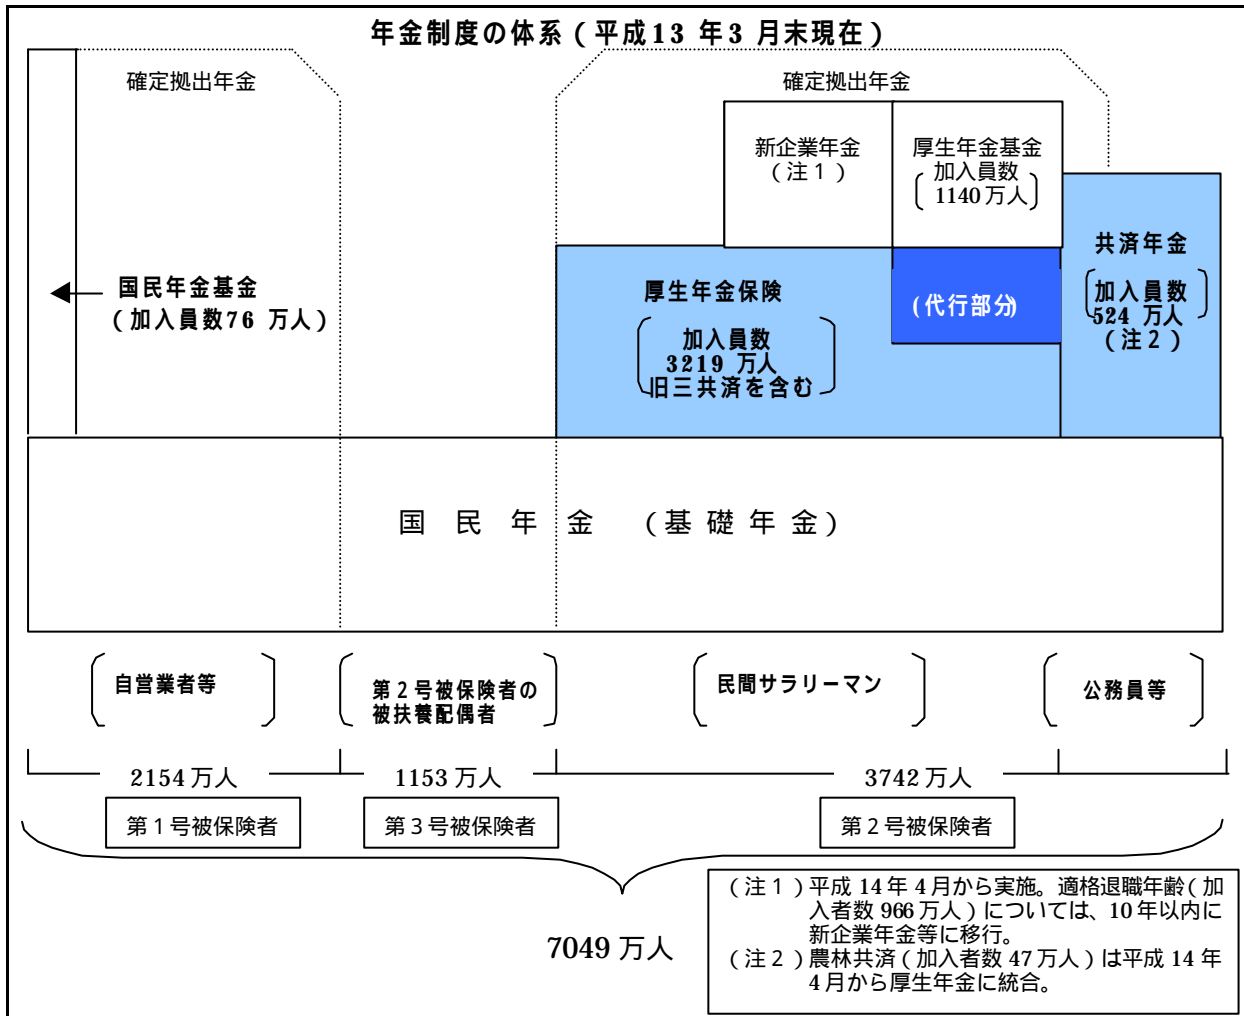 年金制度の体系（平成13 年3 月末現在）
確定拠出年金
確定拠出年金
新企業年金
（注１）
厚生年金基金
加入員数
1140 万人
共済年金
加入員数
524 万人
（注２）
国民年金基金
（加入員数76 万人）
厚生年金保険
加入員数
3219 万人
旧三共済を含む
(代行部分)
国民年金（基礎年金）
自営業者等
第２号被保険者の
被扶養配偶者
民間サラリーマン
公務員等
2154 万人
1153 万人
3742 万人
第１号被保険者
第３号被保険者
第２号被保険者
7049 万人
（注１）平成 14 年 4 月から実施。適格退職年齢（加
入者数 966 万人）については、10 年以内に
新企業年金等に移行。
（注２）農林共済（加入者数 47 万人）は平成 14 年
4 月から厚生年金に統合。